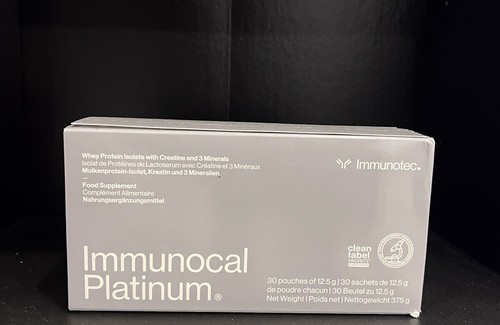 Whey Protein Isolate with Creatine and 3 Minerals
Isolat de Protéines de Lactoserum avec Créatine et 3 Minéraux
Molkenprotein-Isolat, Kreatin und 3 Mineralien.
Food Supplement
Complément Alimentaire
Nahrungsergänzungsmittel
Immunotec®
Immunocal
Platinum®
clean
label
PROJECT
30 pouches of 12.5 g | 30 sachets de 12.5 g
de poudre chacun | 30 Beutel zu 12.5 g
Net Weight | Poids net | Nettogewicht 375 g